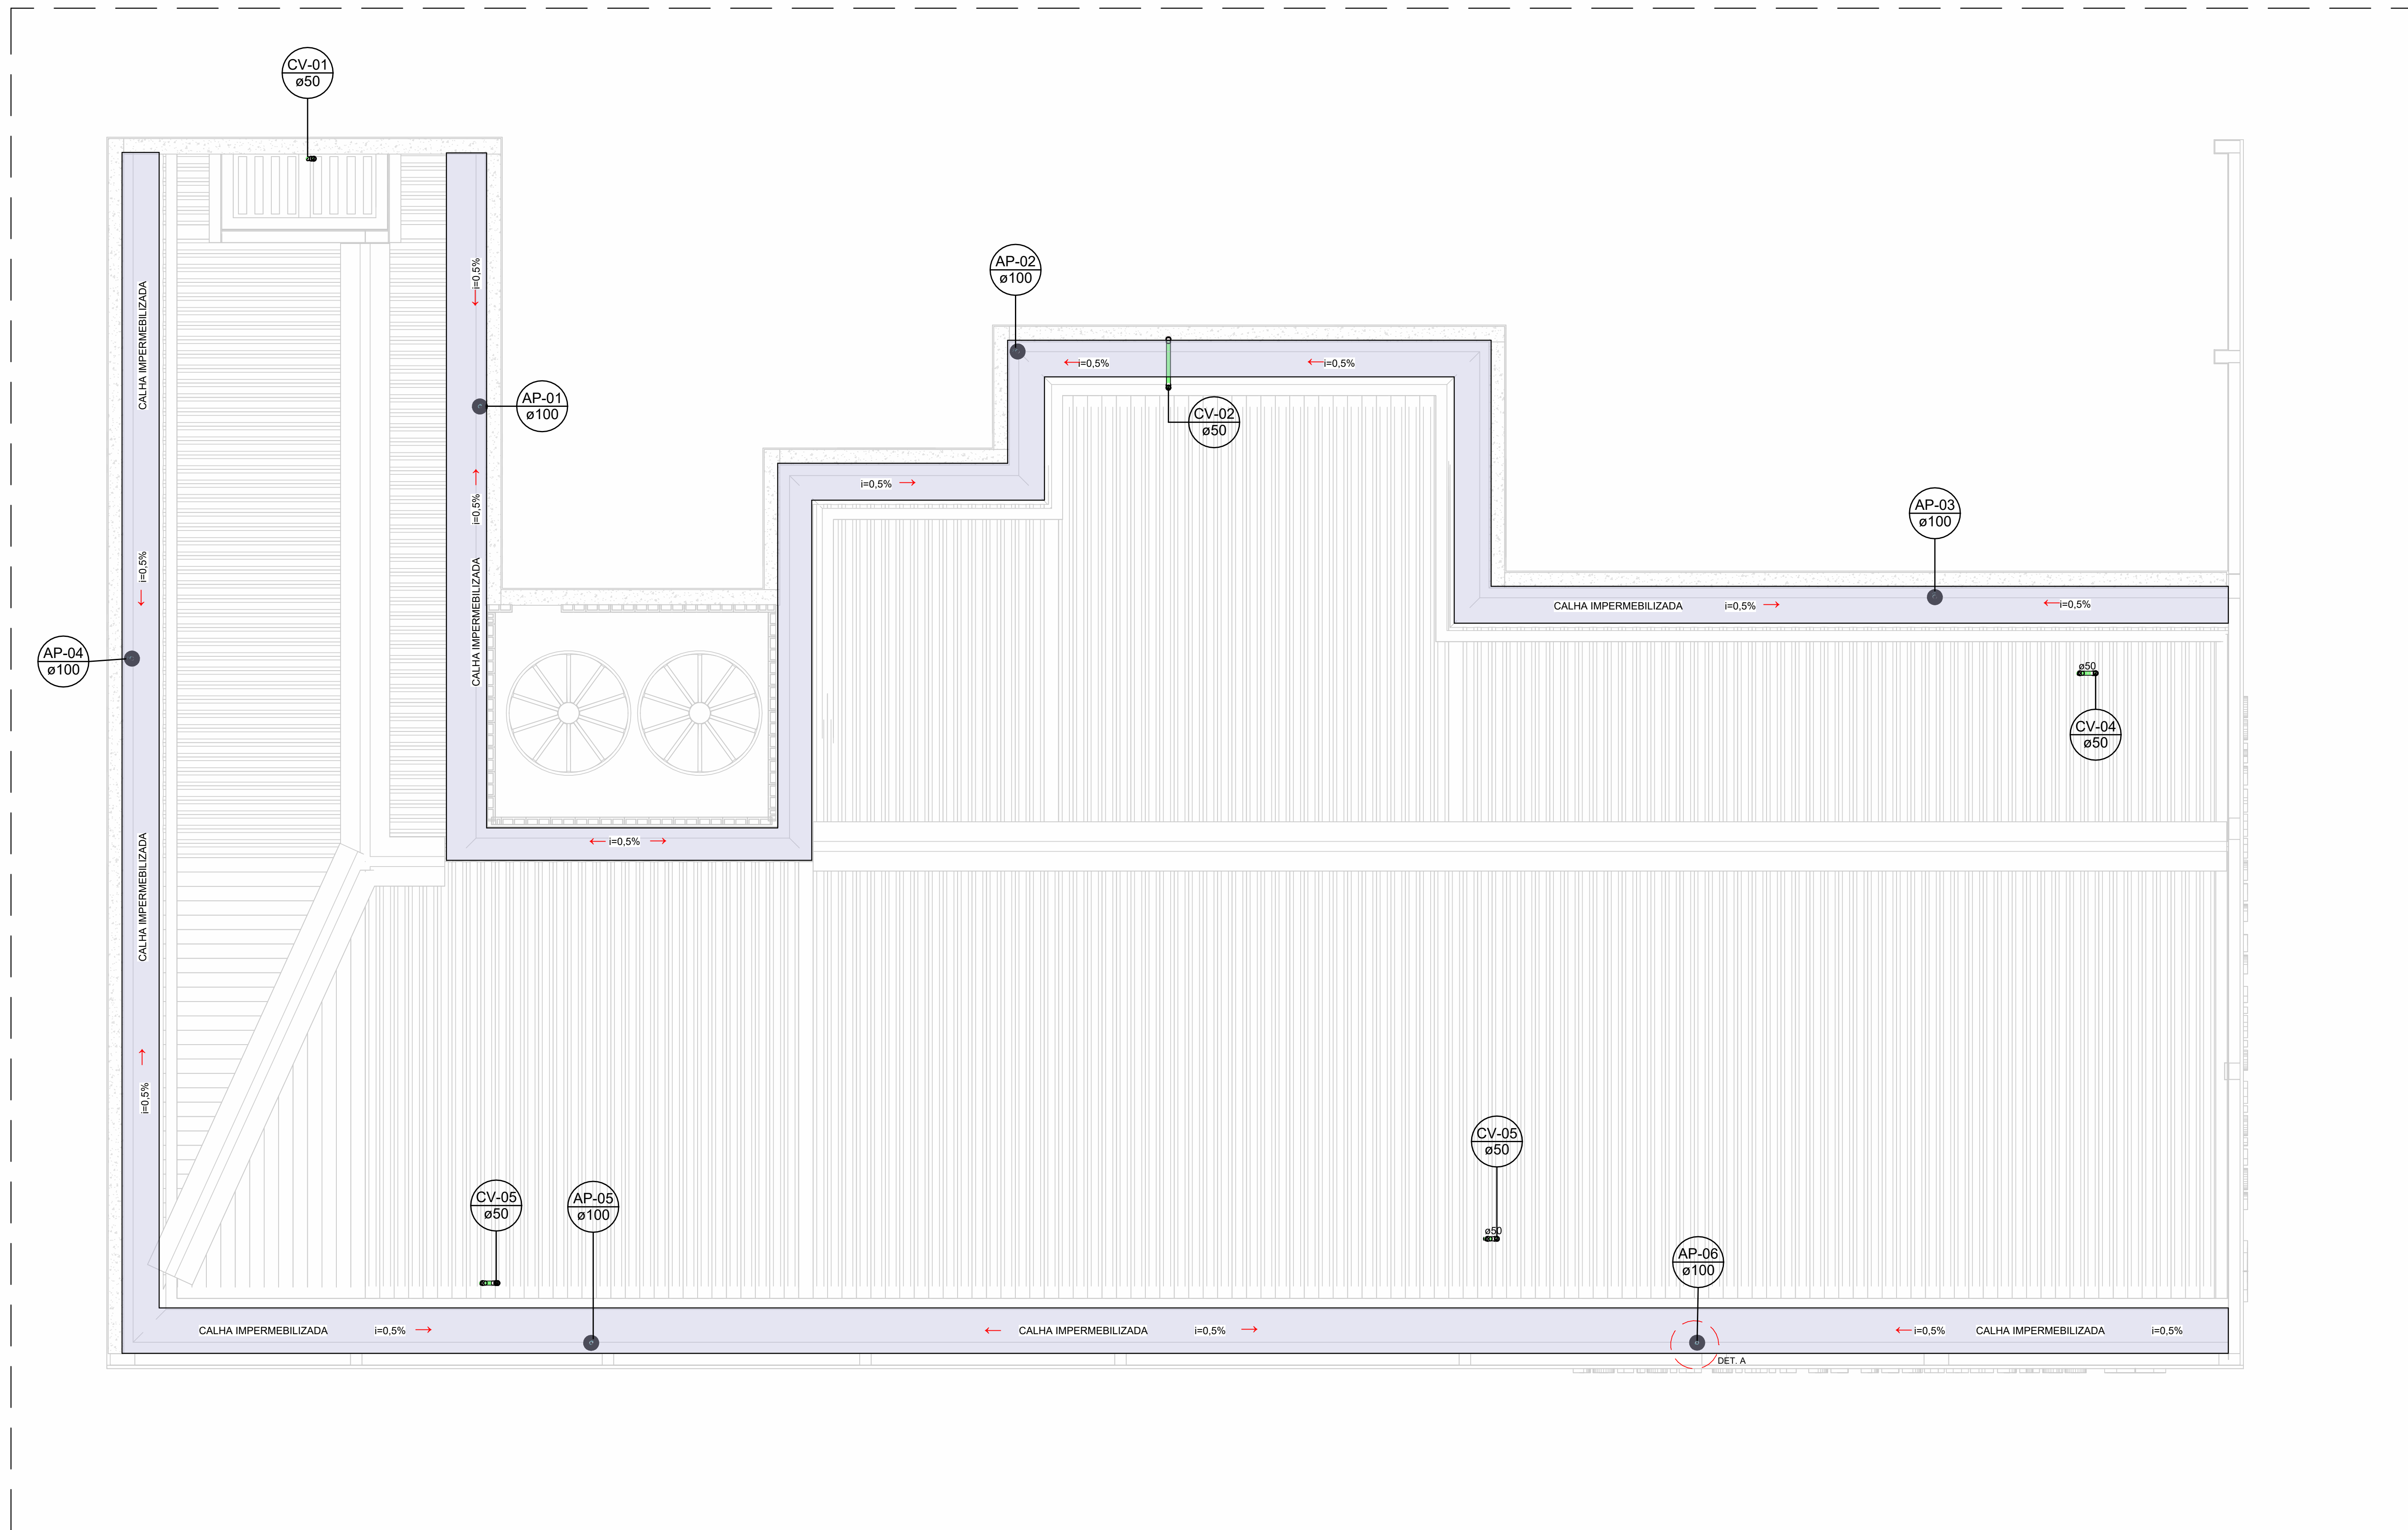 CV-01
ø50
AP-02
ø100
i=0,5%
CALHA IMPERMEBILIZADA
i=0,5%
i=0,5%
AP-01
ø100
CV-02
ø50
i=0,5%
i=0,5%
AP-03
ø100
i=0,5%
CALHA IMPERMEBILIZADA
CALHA IMPERMEBILIZADA
i=0,5%
i=0,5%
AP-04
ø100
ø50
CV-04
ø50
i=0,5%
CALHA IMPERMEBILIZADA
i=0,5%
CV-05
ø50
CV-05
ø50
AP-05
ø100
ø50
AP-06
ø100
CALHA IMPERMEBILIZADA
i=0,5%
CALHA IMPERMEBILIZADA
i=0,5%
i=0,5%
CALHA IMPERMEBILIZADA
i=0,5%
DET. A